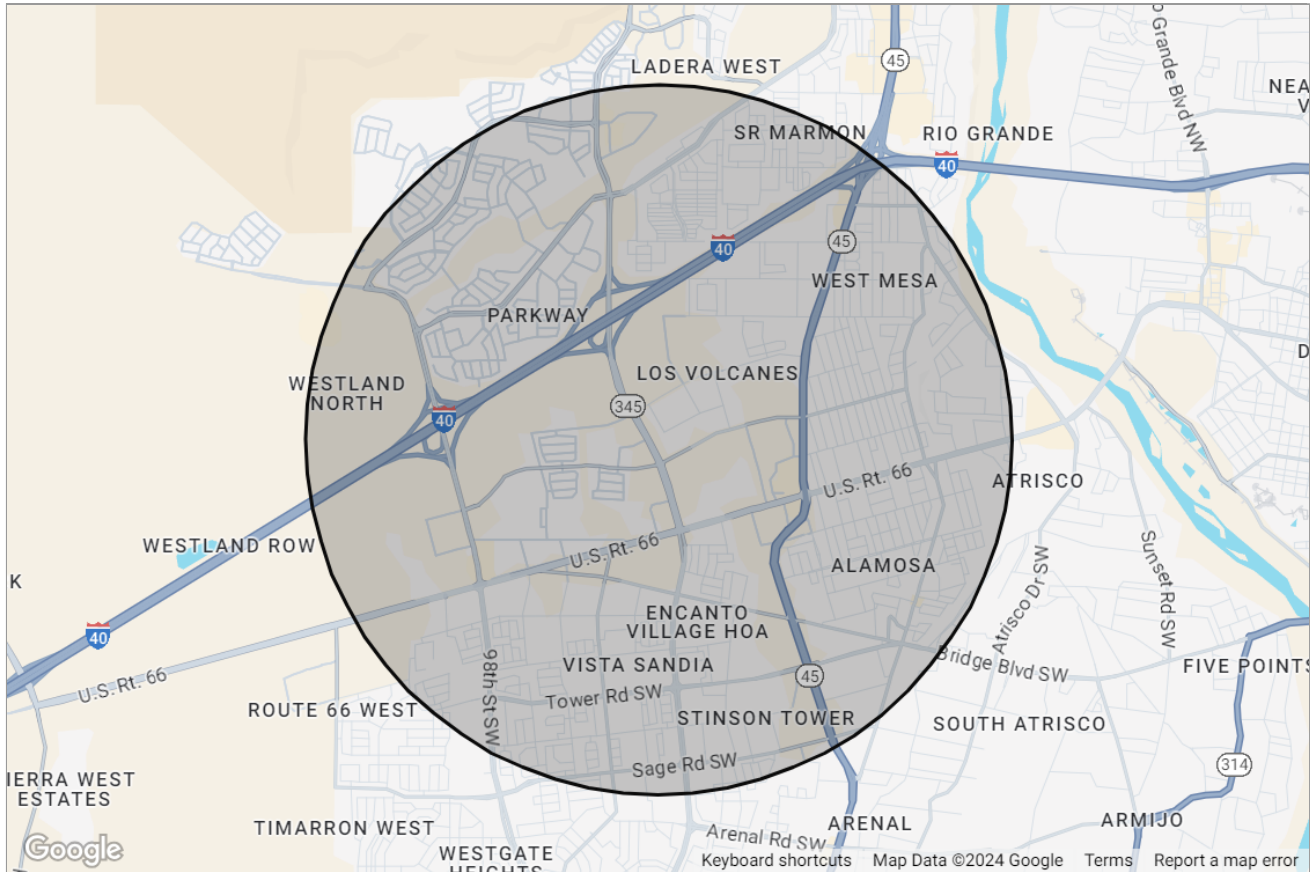 LADERA WEST
45
Rio Grande Blvd NW
SR MARMON
RIO GRANDE
40
40
45
WEST MESA
PARKWAY
LOS VOLCANES
WESTLAND
NORTH
345
40
U.S. Rt. 66
ATRISCO
WESTLAND ROW
U.S. Rt. 66
ALAMOSA
Sunset Rd SW
Atrisco Dr SW
ENCANTO
VILLAGE HOA
40
VISTA SANDIA
Bridge Blvd SW
FIVE POINTS
U.S. Rt. 66
98th St SW
45
Tower Rd SW
ROUTE 66 WEST
STINSON TOWER
SOUTH ATRISCO
Sage Rd SW
314
IERRA WEST
ESTATES
TIMARRON WEST
Arenal Rd SW
ARENAL
ARMIJO
WESTGATE
HEIGHTS
Google
Keyboard shortcuts Map Data ©2024 Google Terms Report a map error